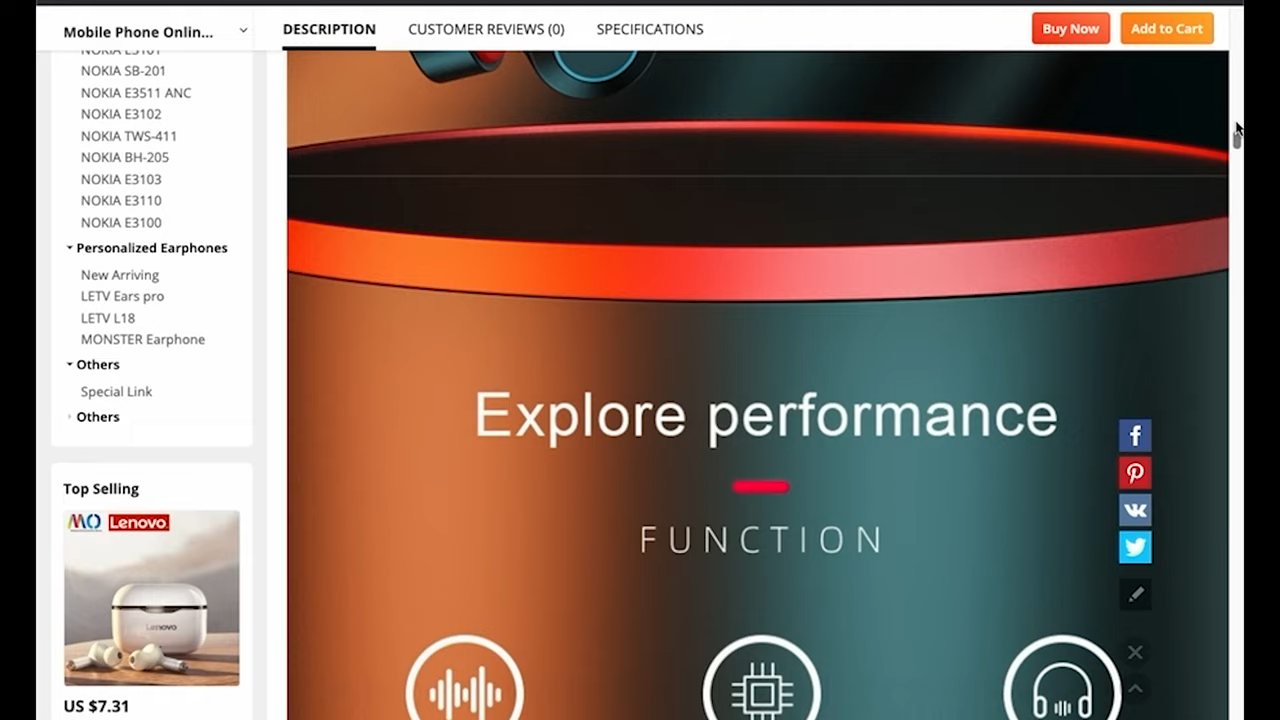 Mobile Phone Onlin...
DESCRIPTION
CUSTOMER REVIEWS (0)
SPECIFICATIONS
Buy Now
Add to Cart
NOKIA SB-201
NOKIA E3511 ANC
NOKIA E3102
NOKIA TWS-411
NOKIA BH-205
NOKIA E3103
NOKIA E3110
NOKIA E3100
Personalized Earphones
New Arriving
LETV Ears pro
LETV L18
MONSTER Earphone
Others
Special Link
Others
Top Selling
MO Lenovo
Lenovo
US $7.31
Explore performance
FUNCTION